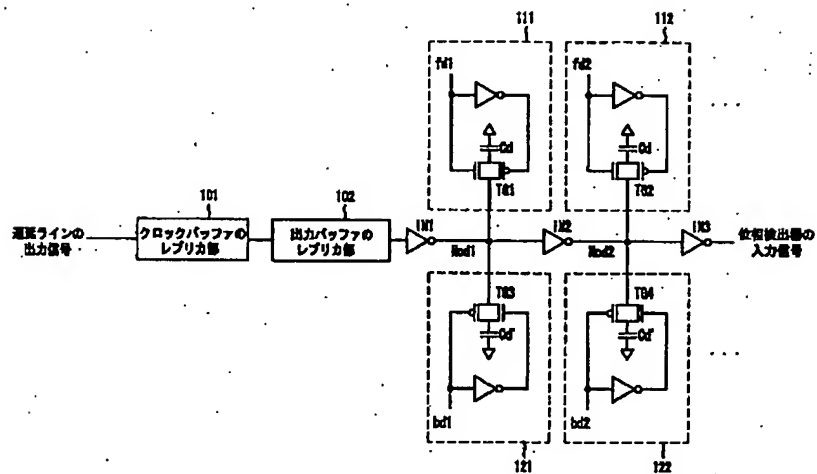 111
112
fd1
fd2
Cd
Cd
TG1
TG2
101
102
遅延ラインの
出力信号
クロックバッファの
レプリカ部
出力バッファの
レプリカ部
IN1
Nod1
IN2
Nod2
IN3
位相検出器の
入力信号
TG3
TG4
Cd'
Cd'
bd1
bd2
121
122